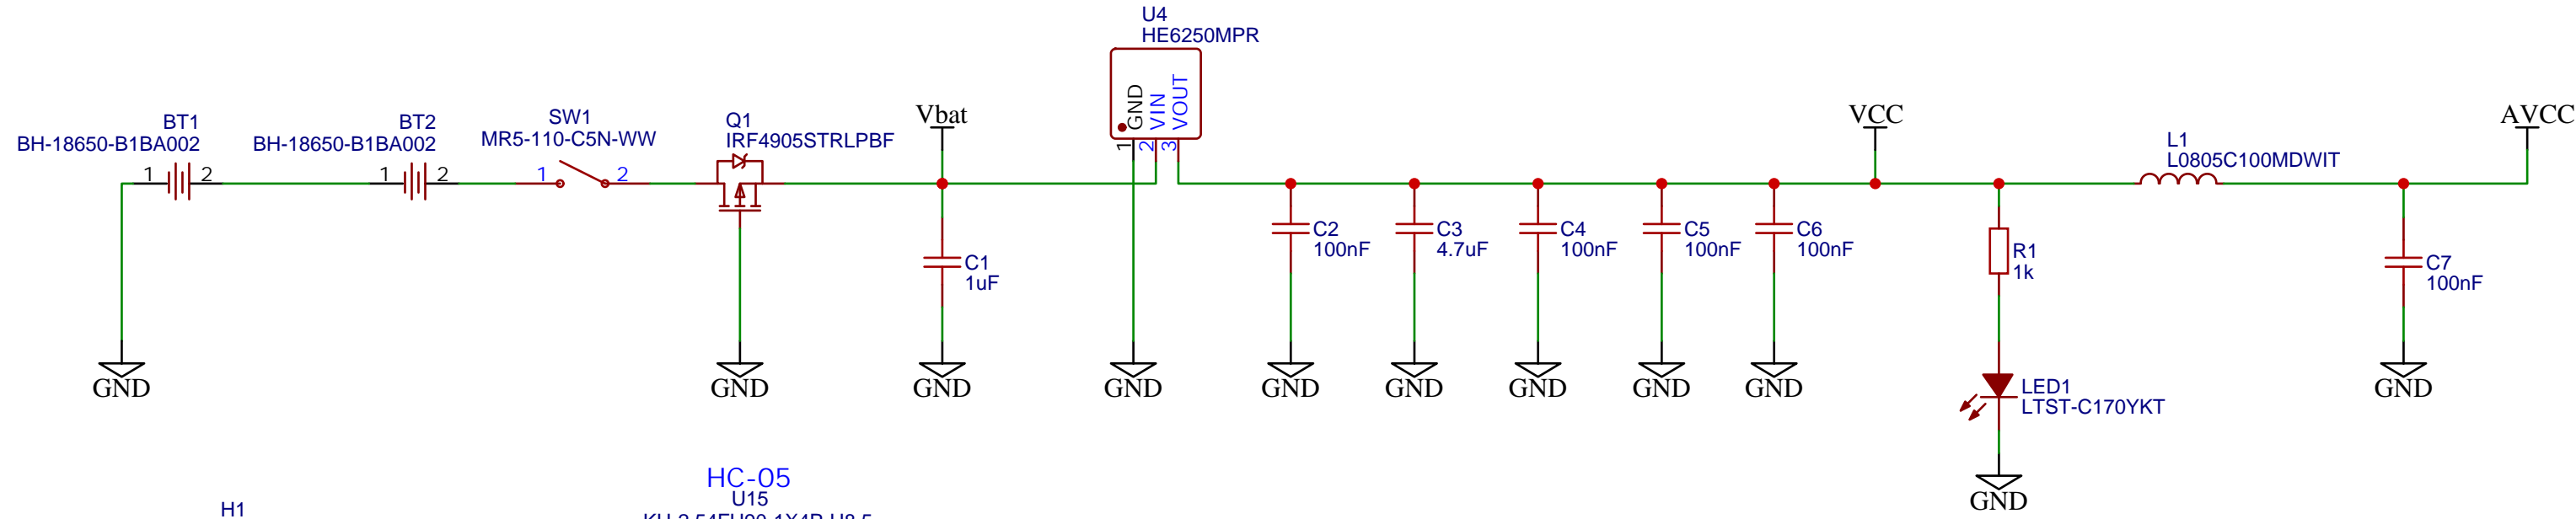 U4
HE6250MPR
GND
VIN
VOUT
1
2
3
BT1
BH-18650-B1BA002
1
2
BT2
BH-18650-B1BA002
1
2
SW1
MR5-110-C5N-WW
1
2
Q1
IRF4905STRLPBF
Vbat
VCC
L1
L0805C100MDWIT
AVCC
C1
1uF
C2
100nF
C3
4.7uF
C4
100nF
C5
100nF
C6
100nF
R1
1k
C7
100nF
LED1
LTST-C170YKT
GND
GND
GND
GND
GND
GND
GND
GND
GND
GND
GND
HC-05
U15
H1